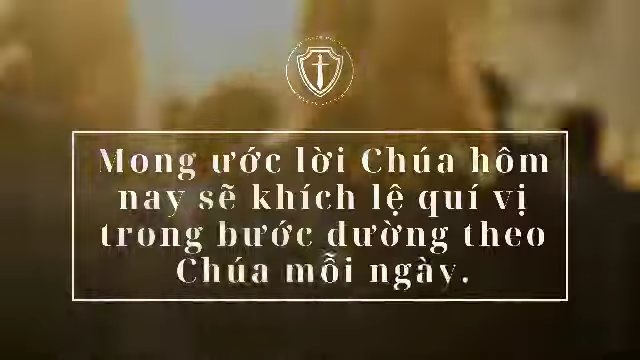 Mong ước lời Chúa hôm
nay sẽ khích lệ quí vị
trong bước đường theo
Chúa mỗi ngày.